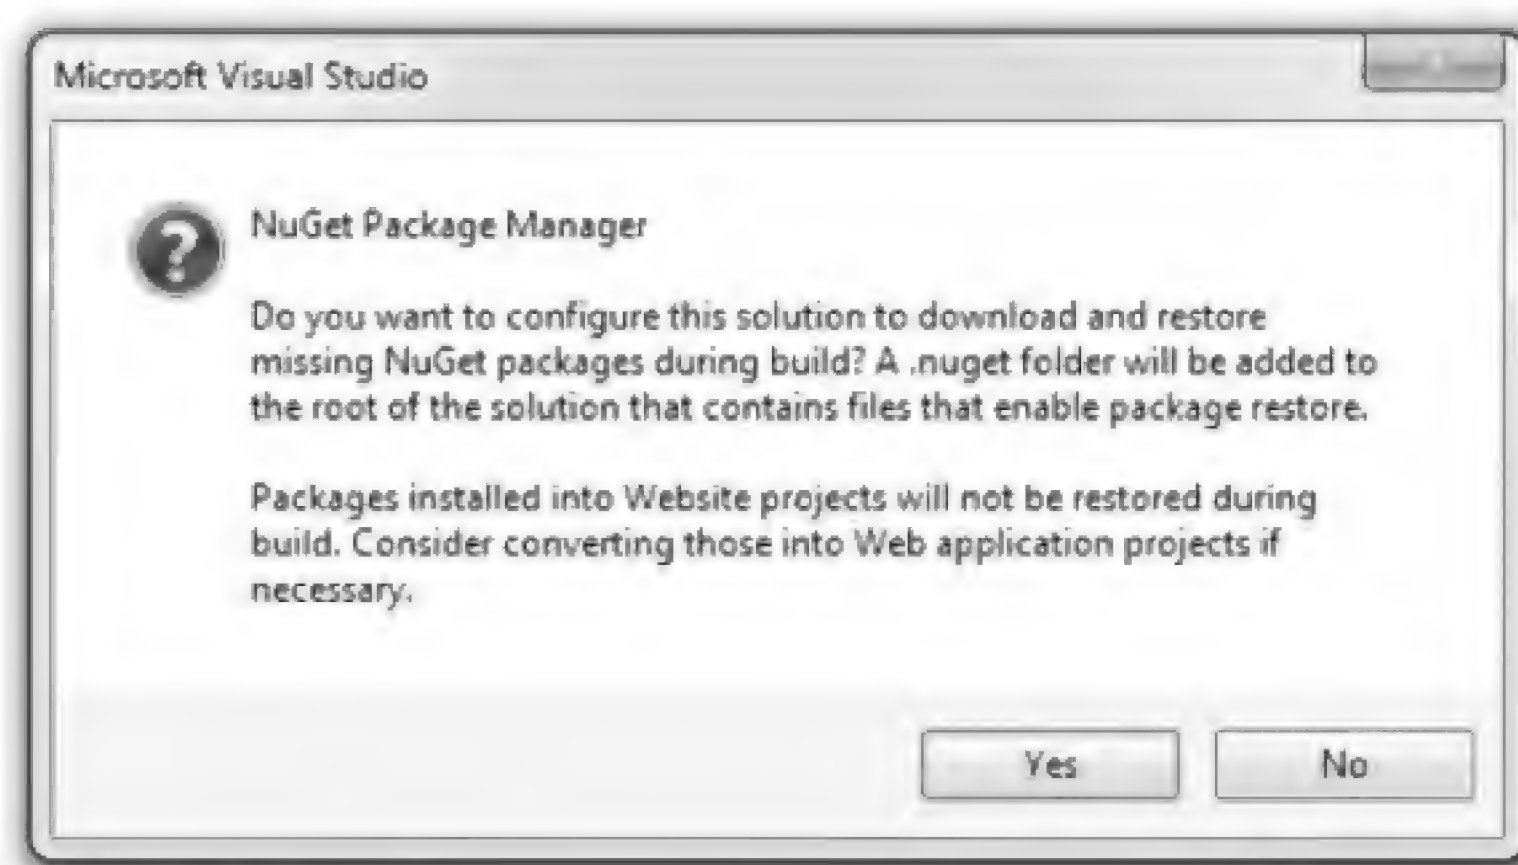 Microsoft Visual Studio
NuGet Package Manager
Do you want to configure this solution to download and restore
missing NuGet packages during build? A .nuget folder will be added to
the root of the solution that contains files that enable package restore.
Packages installed into Website projects will not be restored during
build. Consider converting those into Web application projects if
necessary.
Yes
No